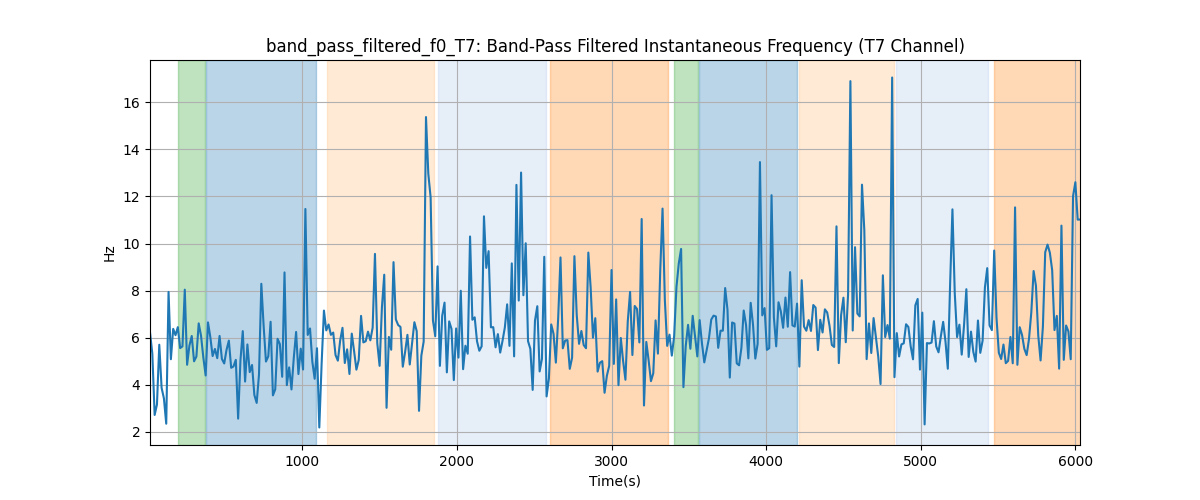 band_pass_filtered_f0_T7: Band-Pass Filtered Instantaneous Frequency (T7 Channel)
16
14
12
10
8
6
4
2
Hz
1000 2000 3000 4000 5000 6000
Time(s)